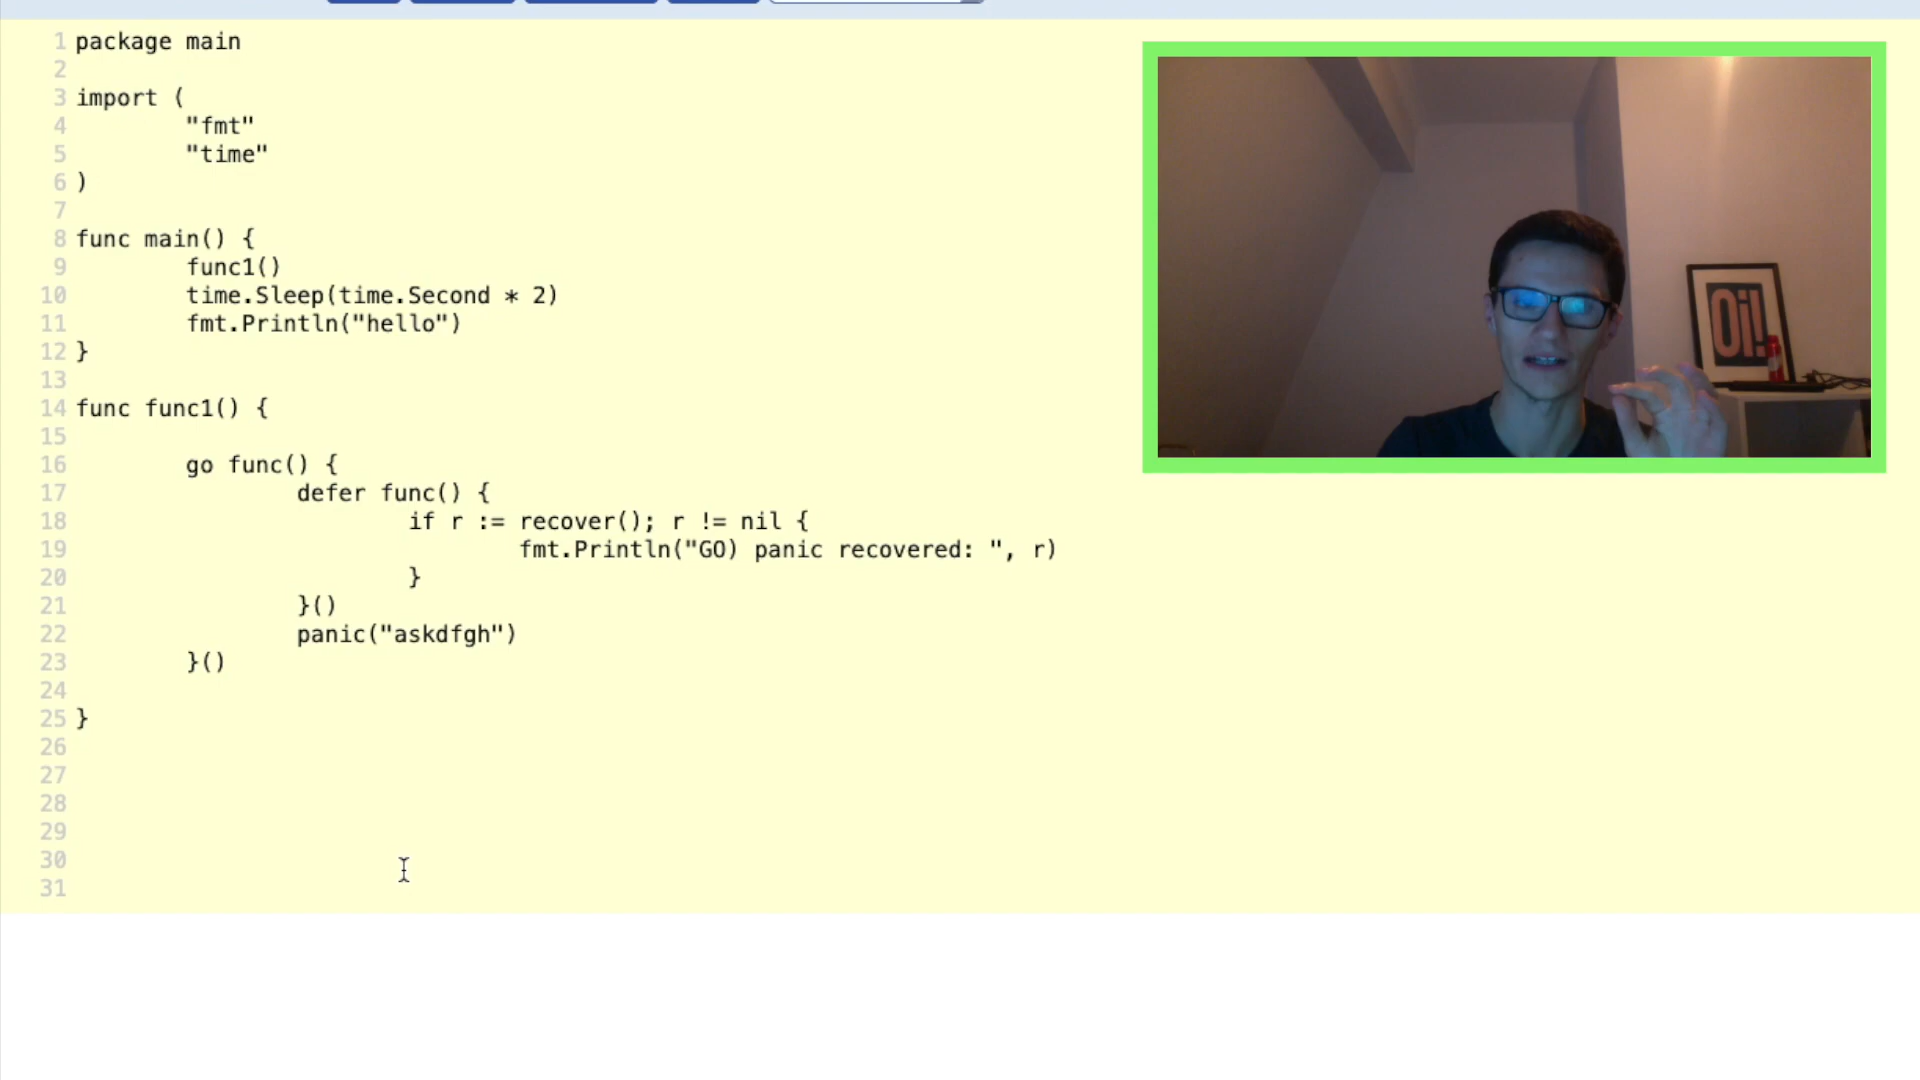 1 package main
2
3 import (
4 "fmt"
5 "time"
6 )
7
8 func main() {
9 func1()
10 time.Sleep(time.Second * 2)
11 fmt.Println("hello")
12 }
13
14 func func1() {
15
16 go func() {
17 defer func() {
18 if r := recover(); r != nil {
19 fmt.Println("GO) panic recovered: ", r)
20 }
21 }()
22 panic("askdfgh")
23 }()
24
25 }
26
27
28
29
30
31
Oi!